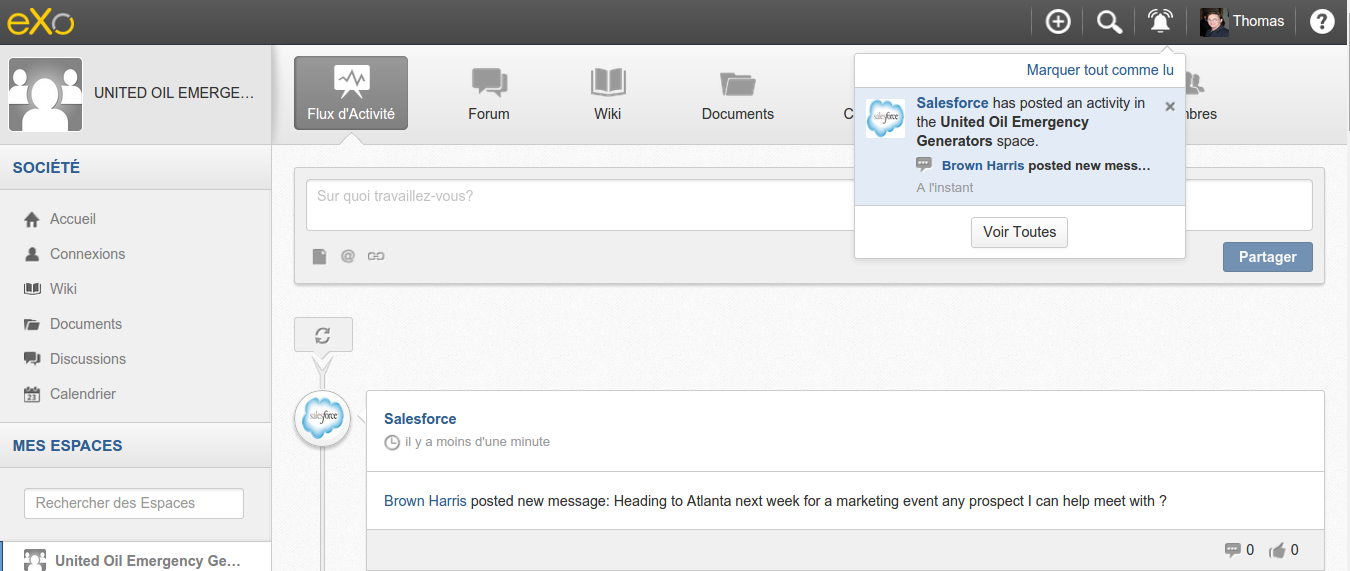 eXo
Thomas
?
UNITED OIL EMERGE...
Flux d'Activité
Forum
Wiki
Documents
C
mbres
Marquer tout comme lu
Salesforce has posted an activity in
the United Oil Emergency
Generators space.
Brown Harris posted new mess...
A l'instant
Voir Toutes
SOCIÉTÉ
Accueil
Connexions
Wiki
Documents
Discussions
23
Calendrier
MES ESPACES
Rechercher des Espaces
United Oil Emergency Ge...
Sur quoi travaillez-vous?
@
Partager
salesforce
salesforce
Salesforce
il y a moins d'une minute
Brown Harris posted new message: Heading to Atlanta next week for a marketing event any prospect I can help meet with ?
0
0